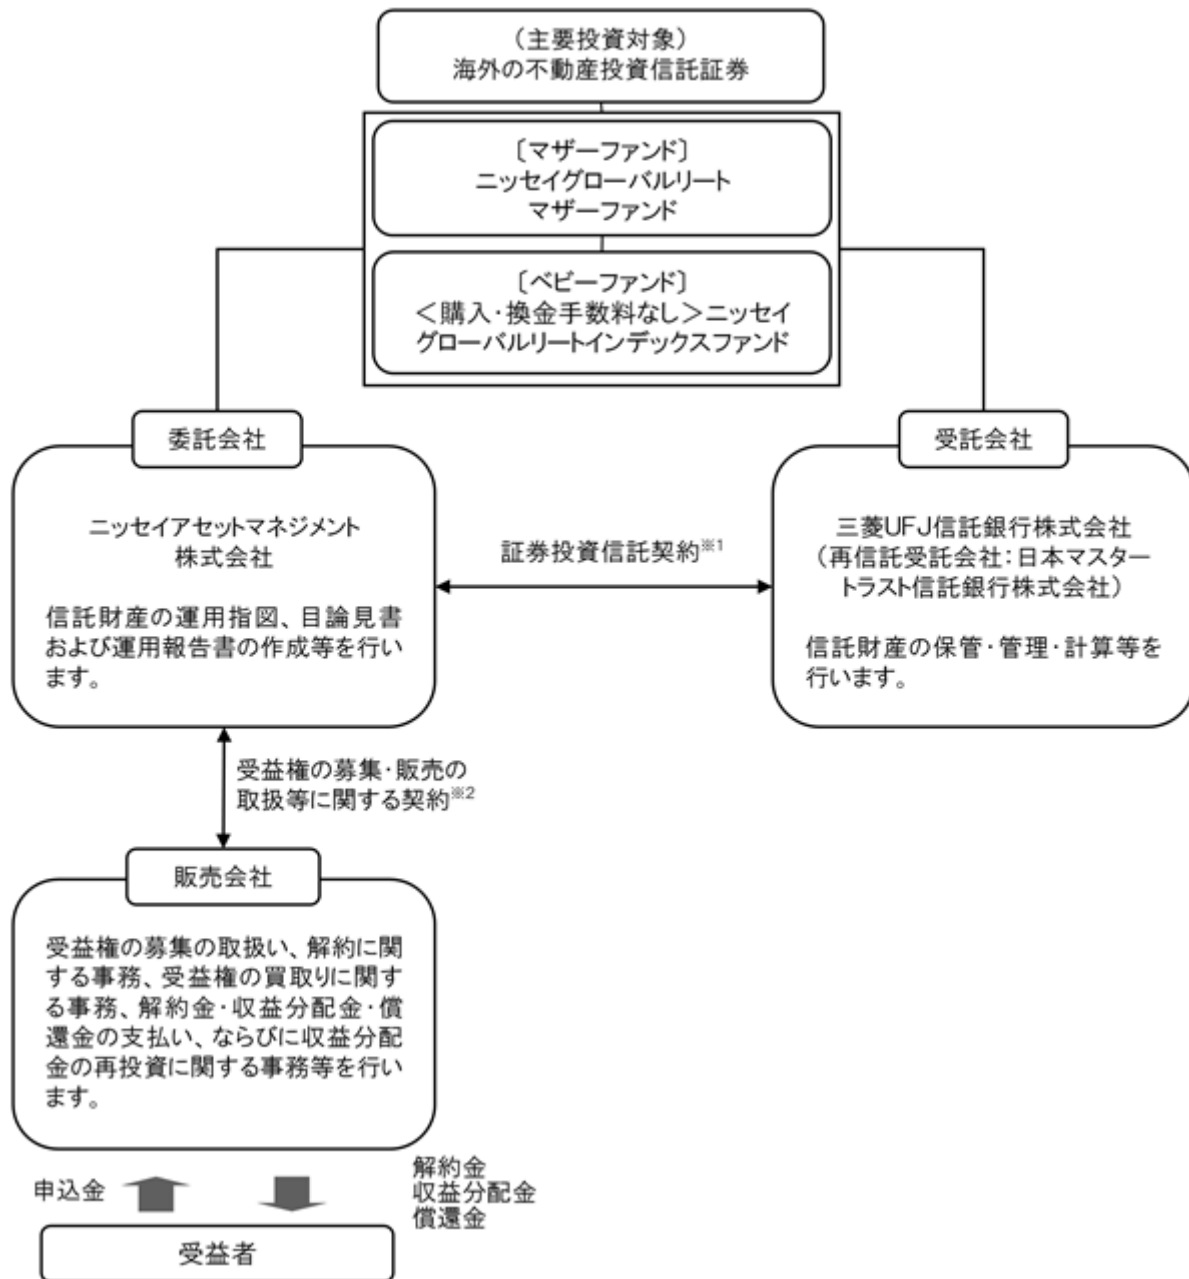 （主要投資対象）
海外の不動産投資信託証券
〔マザーファンド〕
ニッセイグローバルリート
マザーファンド
〔ベビーファンド〕
＜購入・換金手数料なし＞ニッセイ
グローバルリートインデックスファンド
委託会社
ニッセイアセットマネジメント
株式会社
信託財産の運用指図、目論見書
および運用報告書の作成等を行い
ます。
証券投資信託契約※1
受託会社
三菱UFJ信託銀行株式会社
（再信託受託会社：日本マスター
トラスト信託銀行株式会社）
信託財産の保管・管理・計算等を
行います。
受益権の募集・販売の
取扱等に関する契約※2
販売会社
受益権の募集の取扱い、解約に関
する事務、受益権の買取りに関す
る事務、解約金・収益分配金・償
還金の支払い、ならびに収益分配
金の再投資に関する事務等を行い
ます。
申込金
解約金
収益分配金
償還金
受益者